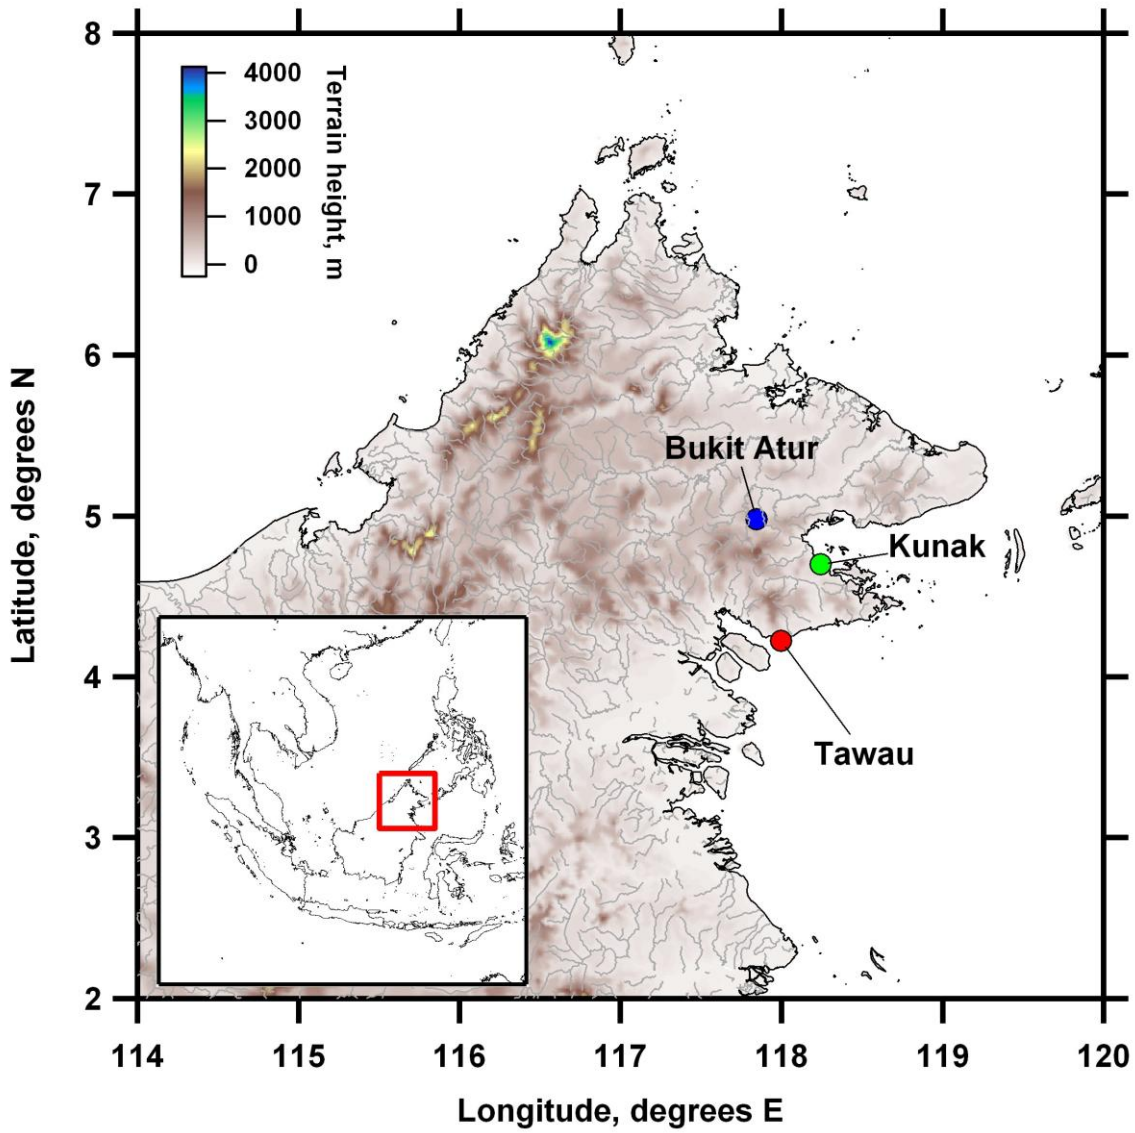 8
7
6
5
4
3
2
Latitude, degrees N
4000
3000
2000
1000
0
Terrain height, m
Bukit Atur
Kunak
Tawau
114 115 116 117 118 119 120
Longitude, degrees E